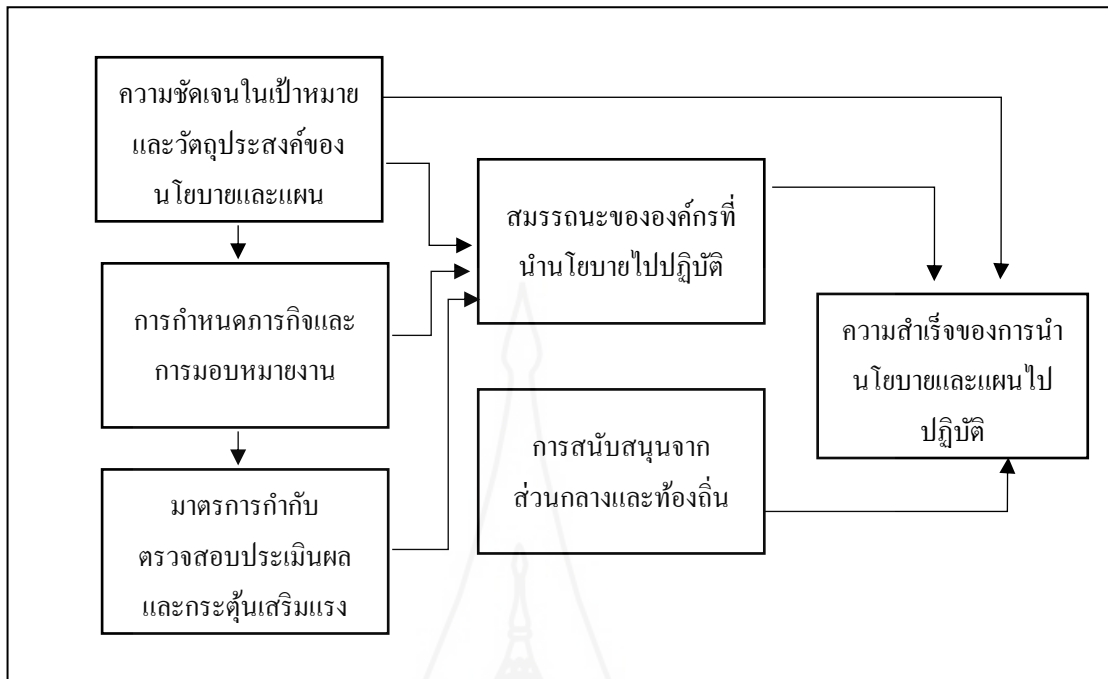 ความชัดเจนในเป้าหมาย
และวัตถุประสงค์ของ
นโยบายและแผน
การกำหนดภารกิจและ
การมอบหมายงาน
มาตรการกำกับ
ตรวจสอบประเมินผล
และกระตุ้นเสริมแรง
สมรรถนะขององค์กรที่
นำนโยบายไปปฏิบัติ
การสนับสนุนจาก
ส่วนกลางและท้องถิ่น
ความสำเร็จของการนำ
นโยบายและแผนไป
ปฏิบัติ